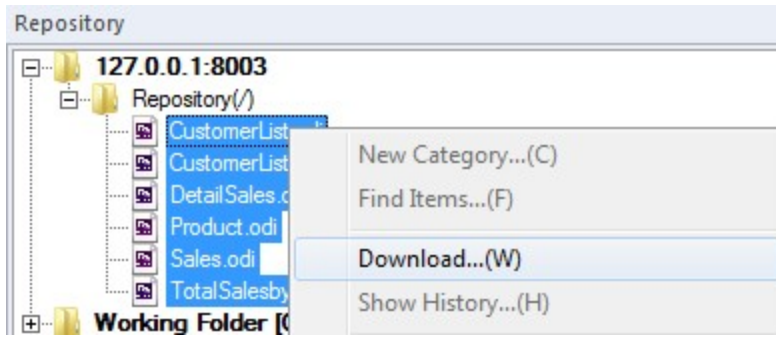 Repository
127.0.0.1:8003
Repository(/)
CustomerList
CustomerList
DetailSales.
Product.odi
Sales.odi
TotalSalesby
Working Folder [
New Category...(C)
Find Items...(F)
Download...(W)
Show History...(H)